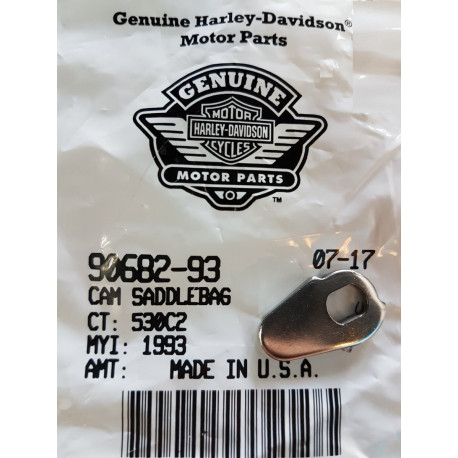 Genuine Harley-Davidson®
Motor Parts
GENUINE
MOTOR
HARLEY-DAVIDSON
CYCLES
MOTOR PARTS
™
90682-93 07-17
CAM SADDLEBAG
CT: 530C2
MYI: 1993
AMT: MADE IN U.S.A.